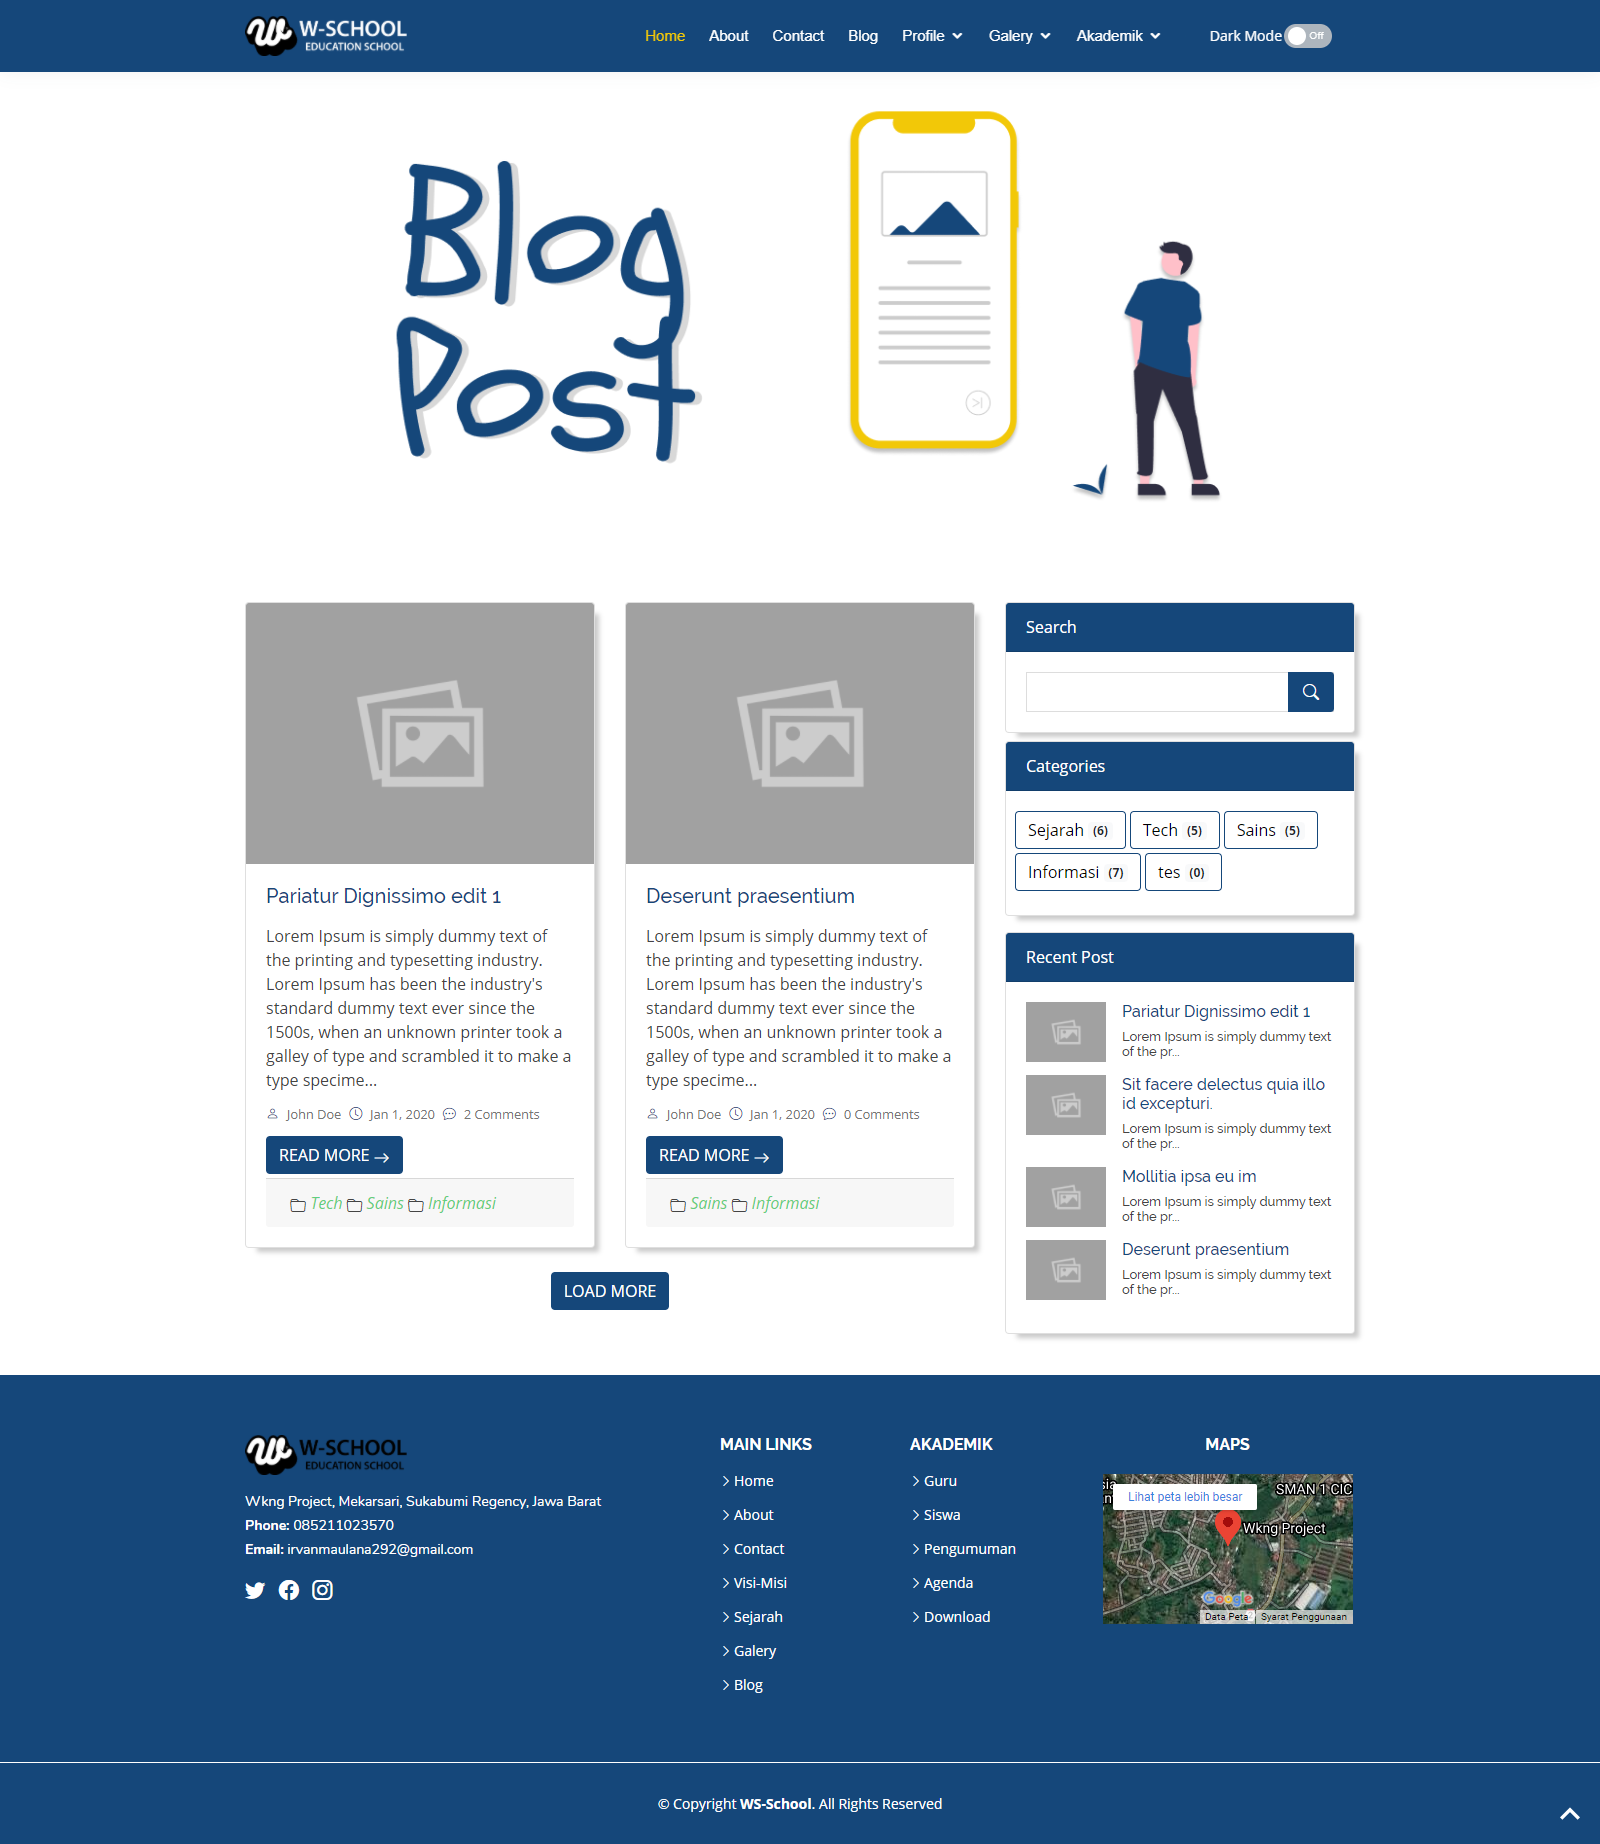 W-SCHOOL
EDUCATION SCHOOL
Home About Contact Blog Profile Galery Akademik Dark Mode Off
Blog
Post
Pariatur Dignissimo edit 1
Lorem Ipsum is simply dummy text of
the printing and typesetting industry.
Lorem Ipsum has been the industry's
standard dummy text ever since the
1500s, when an unknown printer took a
galley of type and scrambled it to make a
type specime...
John Doe Jan 1, 2020 2 Comments
READ MORE
Tech Sains Informasi
Deserunt praesentium
Lorem Ipsum is simply dummy text of
the printing and typesetting industry.
Lorem Ipsum has been the industry's
standard dummy text ever since the
1500s, when an unknown printer took a
galley of type and scrambled it to make a
type specime...
John Doe Jan 1, 2020 0 Comments
READ MORE
Sains Informasi
LOAD MORE
Search
Categories
Sejarah (6) Tech (5) Sains (5)
Informasi (7) tes (0)
Recent Post
Pariatur Dignissimo edit 1
Lorem Ipsum is simply dummy text
of the pr...
Sit facere delectus quia illo
id excepturi.
Lorem Ipsum is simply dummy text
of the pr...
Mollitia ipsa eu im
Lorem Ipsum is simply dummy text
of the pr...
Deserunt praesentium
Lorem Ipsum is simply dummy text
of the pr...
W-SCHOOL
EDUCATION SCHOOL
Wkng Project, Mekarsari, Sukabumi Regency, Jawa Barat
Phone: 085211023570
Email: irvanmaulana292@gmail.com
MAIN LINKS
Home
About
Contact
Visi-Misi
Sejarah
Galery
Blog
AKADEMIK
Guru
Siswa
Pengumuman
Agenda
Download
MAPS
Lihat peta lebih besar
SMAN 1 CIC
Wkng Project
Google
Data Peta Syarat Penggunaan
© Copyright WS-School. All Rights Reserved